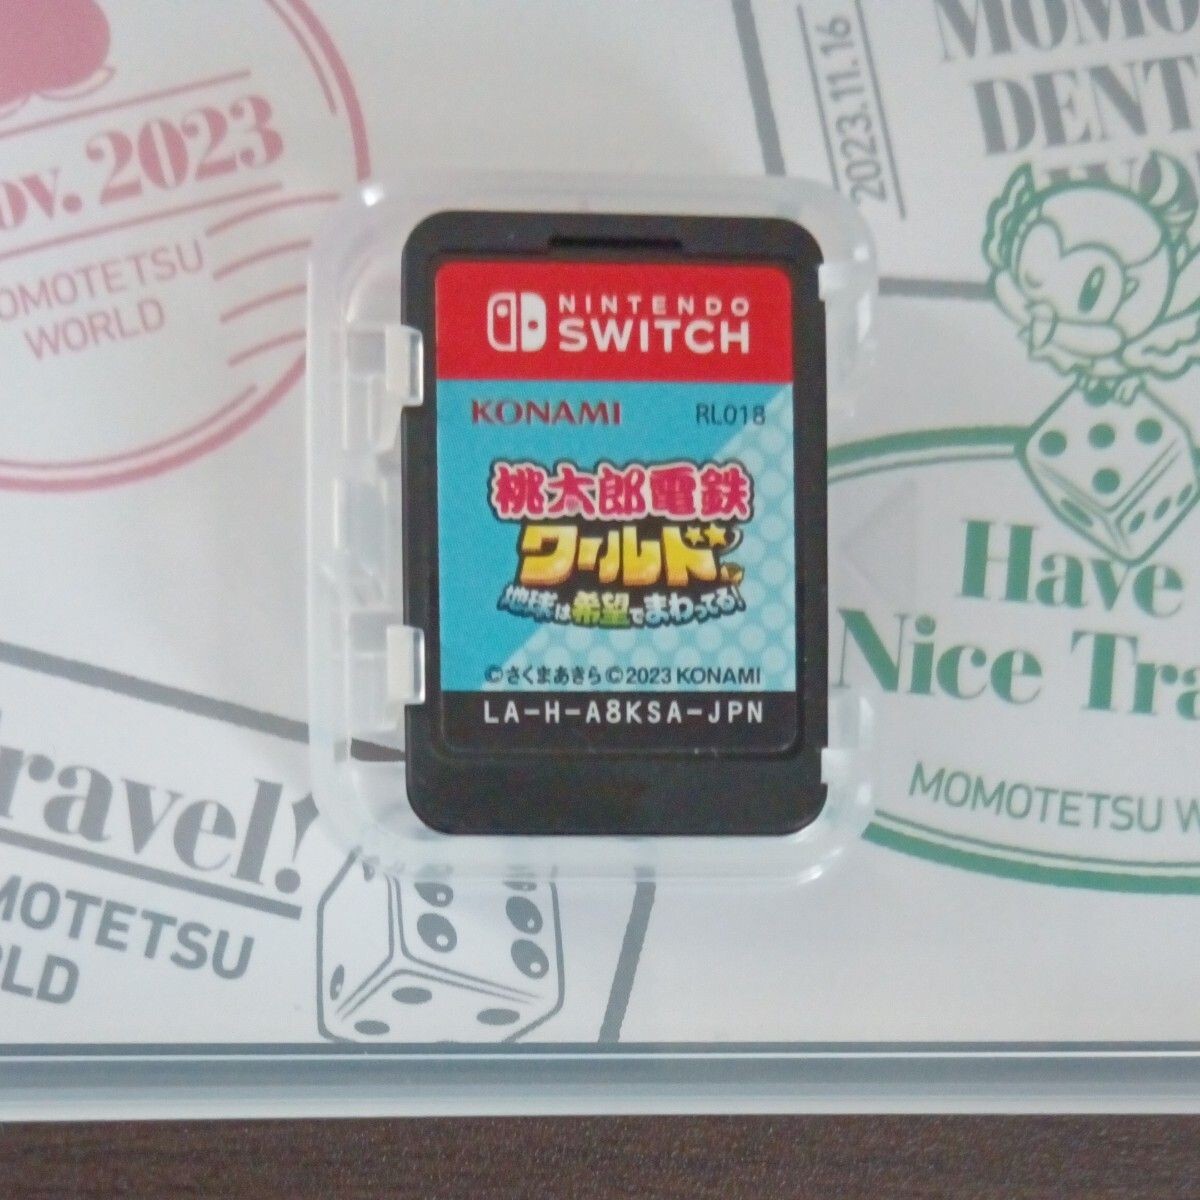 ov. 2023
OMOTETSU
WORLD
2023.11.16
MOMO
DENT
NINTENDO
SWITCH
KONAMI RL018
桃太郎電鉄
ワールド
地球は希望でまわってる!
©さくまあきら©2023 KONAMI
LA-H-A8KSA-JPN
Have
Nice Tra
MOMOTETSU W
ravel!
MOTETSU
RLD